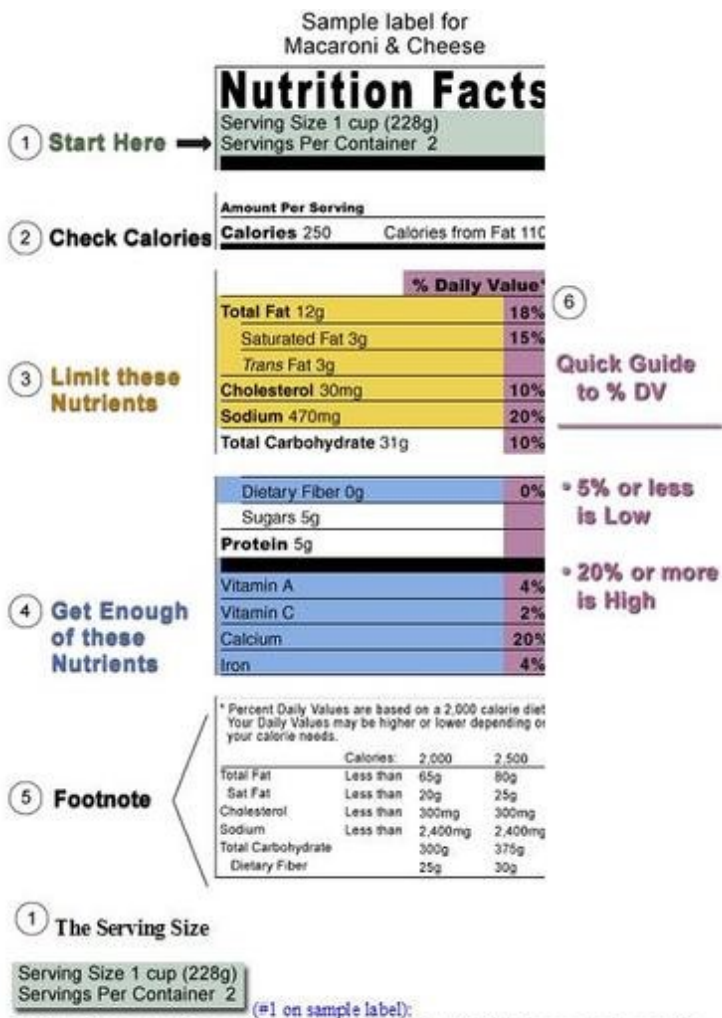 Sample label for
Macaroni & Cheese
Nutrition Facts
① Start Here
Serving Size 1 cup (228g)
Servings Per Container 2
Amount Per Serving
② Check Calories
Calories 250 Calories from Fat 110
% Daily Value*
Total Fat 12g 18%
Saturated Fat 3g 15%
Trans Fat 3g
③ Limit these
Nutrients
Cholesterol 30mg 10%
Sodium 470mg 20%
Total Carbohydrate 31g 10%
Dietary Fiber 0g 0%
Sugars 5g
Protein 5g
④ Get Enough
of these
Nutrients
Vitamin A 4%
Vitamin C 2%
Calcium 20%
Iron 4%
⑥
Quick Guide
to % DV
• 5% or less
is Low
• 20% or more
is High
⑤ Footnote
* Percent Daily Values are based on a 2,000 calorie diet
Your Daily Values may be higher or lower depending on
your calorie needs.
Calories: 2,000 2,500
Total Fat Less than 65g 80g
Sat Fat Less than 20g 25g
Cholesterol Less than 300mg 300mg
Sodium Less than 2,400mg 2,400mg
Total Carbohydrate 300g 375g
Dietary Fiber 25g 30g
① The Serving Size
Serving Size 1 cup (228g)
Servings Per Container 2
(#1 on sample label):